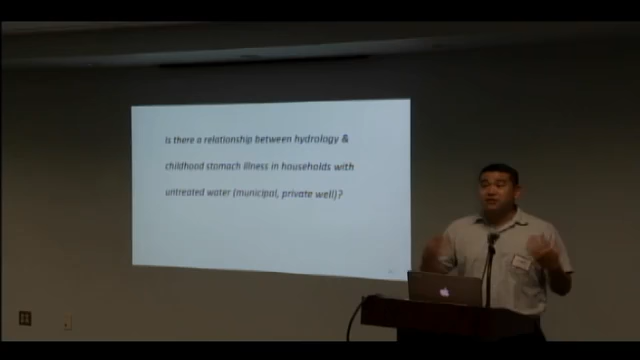 Is there a relationship between hydrology &
childhood stomach illness in households with
untreated water (municipal, private well)?